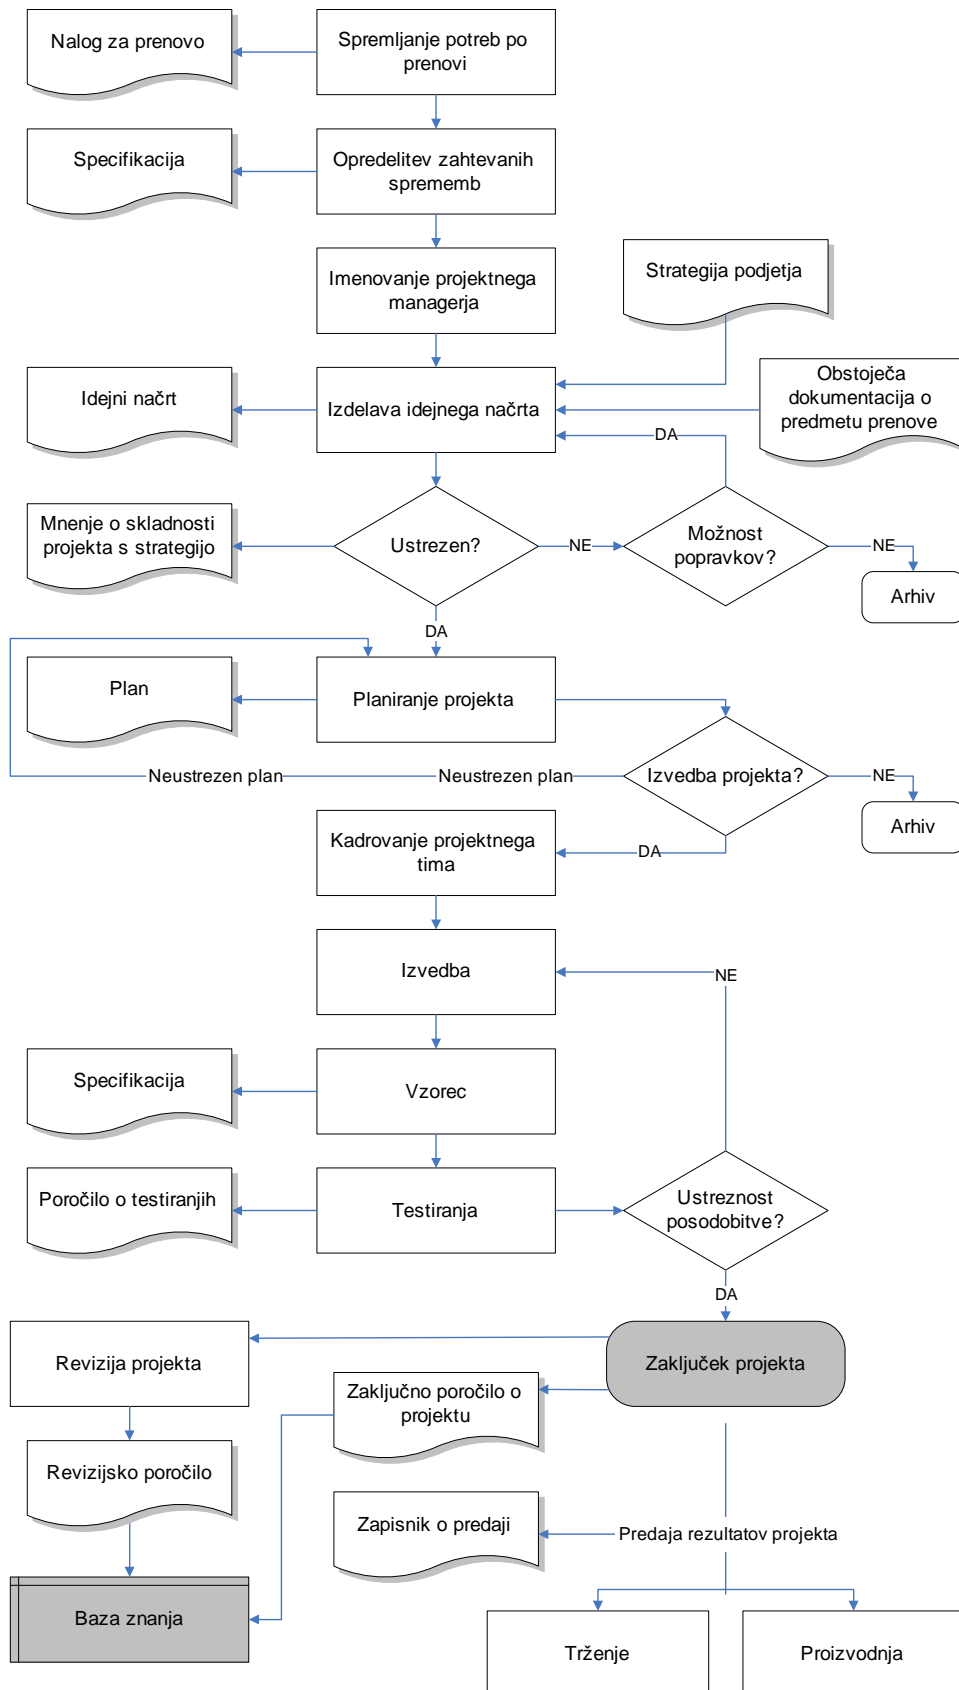 Nalog za prenovo
Spremljanje potreb po
prenovi
Specifikacija
Opredelitev zahtevanih
sprememb
Imenovanje projektnega
managerja
Strategija podjetja
Idejni načrt
Izdelava idejnega načrta
Obstoječa
dokumentacija o
predmetu prenove
DA
Mnenje o skladnosti
projekta s strategijo
Ustrezen?
NE
Možnost
popravkov?
NE
Arhiv
DA
Plan
Planiranje projekta
Neustrezen plan
Neustrezen plan
Izvedba projekta?
NE
Arhiv
Kadrovanje projektnega
tima
DA
Izvedba
NE
Specifikacija
Vzorec
Poročilo o testiranjih
Testiranja
Ustreznost
posodobitve?
DA
Revizija projekta
Zaključek projekta
Zaključno poročilo o
projektu
Revizijsko poročilo
Zapisnik o predaji
Predaja rezultatov projekta
Baza znanja
Trženje
Proizvodnja